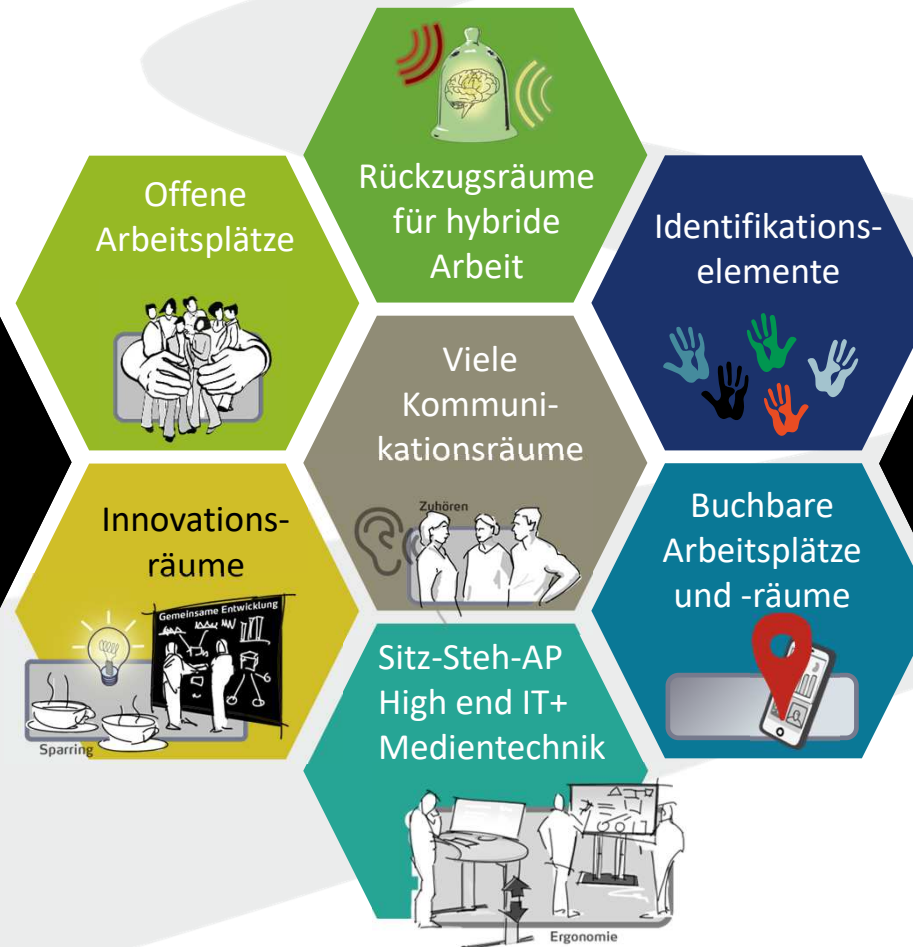 Rückzugsräume
für hybride
Arbeit
Offene
Arbeitsplätze
Identifikations-
elemente
Viele
Kommuni-
kationsräume
Zuhören
Innovations-
räume
Gemeinsame Entwicklung
Sparring
Buchbare
Arbeitsplätze
und -räume
Sitz-Steh-AP
High end IT+
Medientechnik
Ergonomie